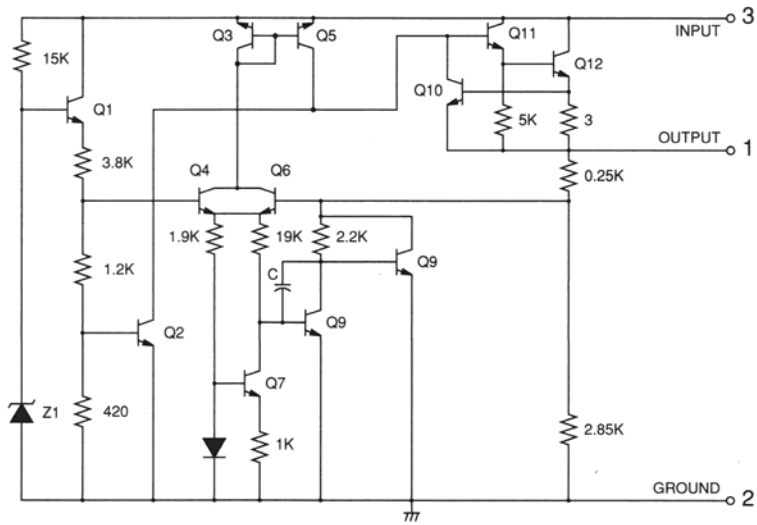 3
INPUT
Q3
Q5
Q11
Q12
15K
Q10
Q1
5K
3
OUTPUT
1
3.8K
Q4
Q6
0.25K
1.9K
19K
2.2K
1.2K
C
Q9
Q2
Q9
Q7
Z1
420
1K
2.85K
GROUND
2